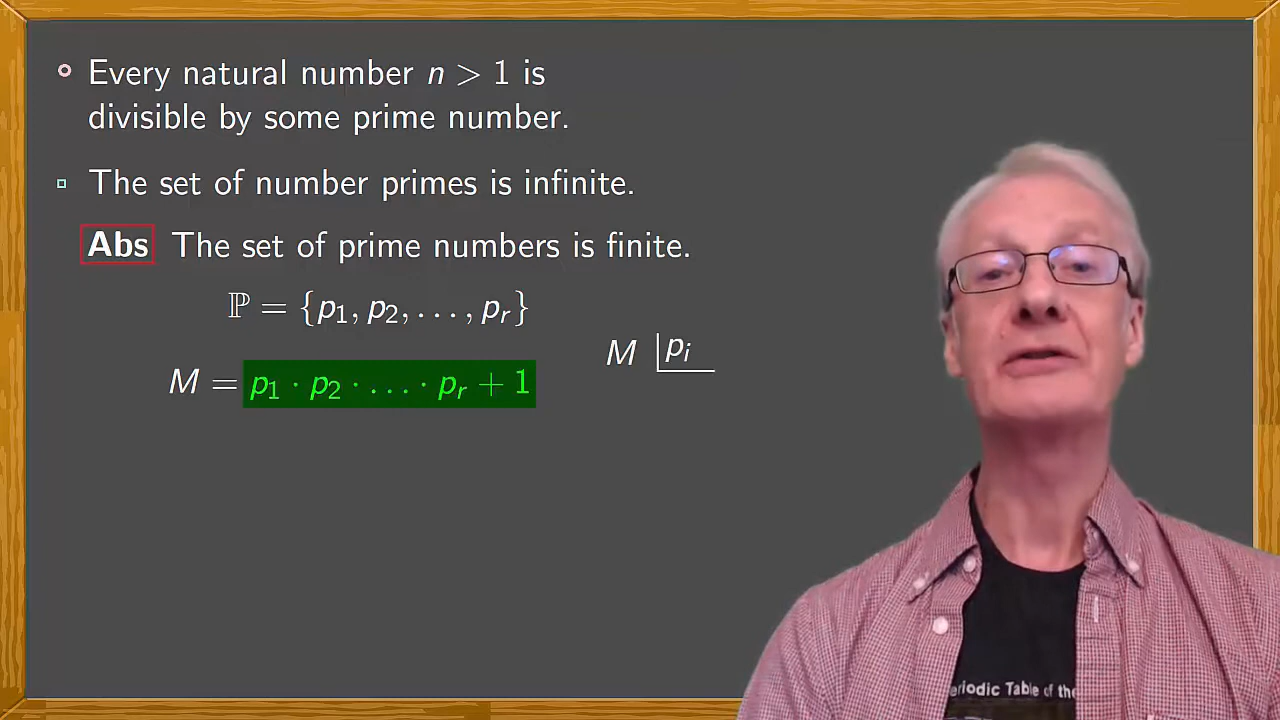 Every natural number n > 1 is
divisible by some prime number.
The set of number primes is infinite.
Abs The set of prime numbers is finite.
ℙ = {p₁, p₂, . . . , pᵣ}
M = p₁ · p₂ · . . . · pᵣ + 1
M pᵢ
eriodic Table of the